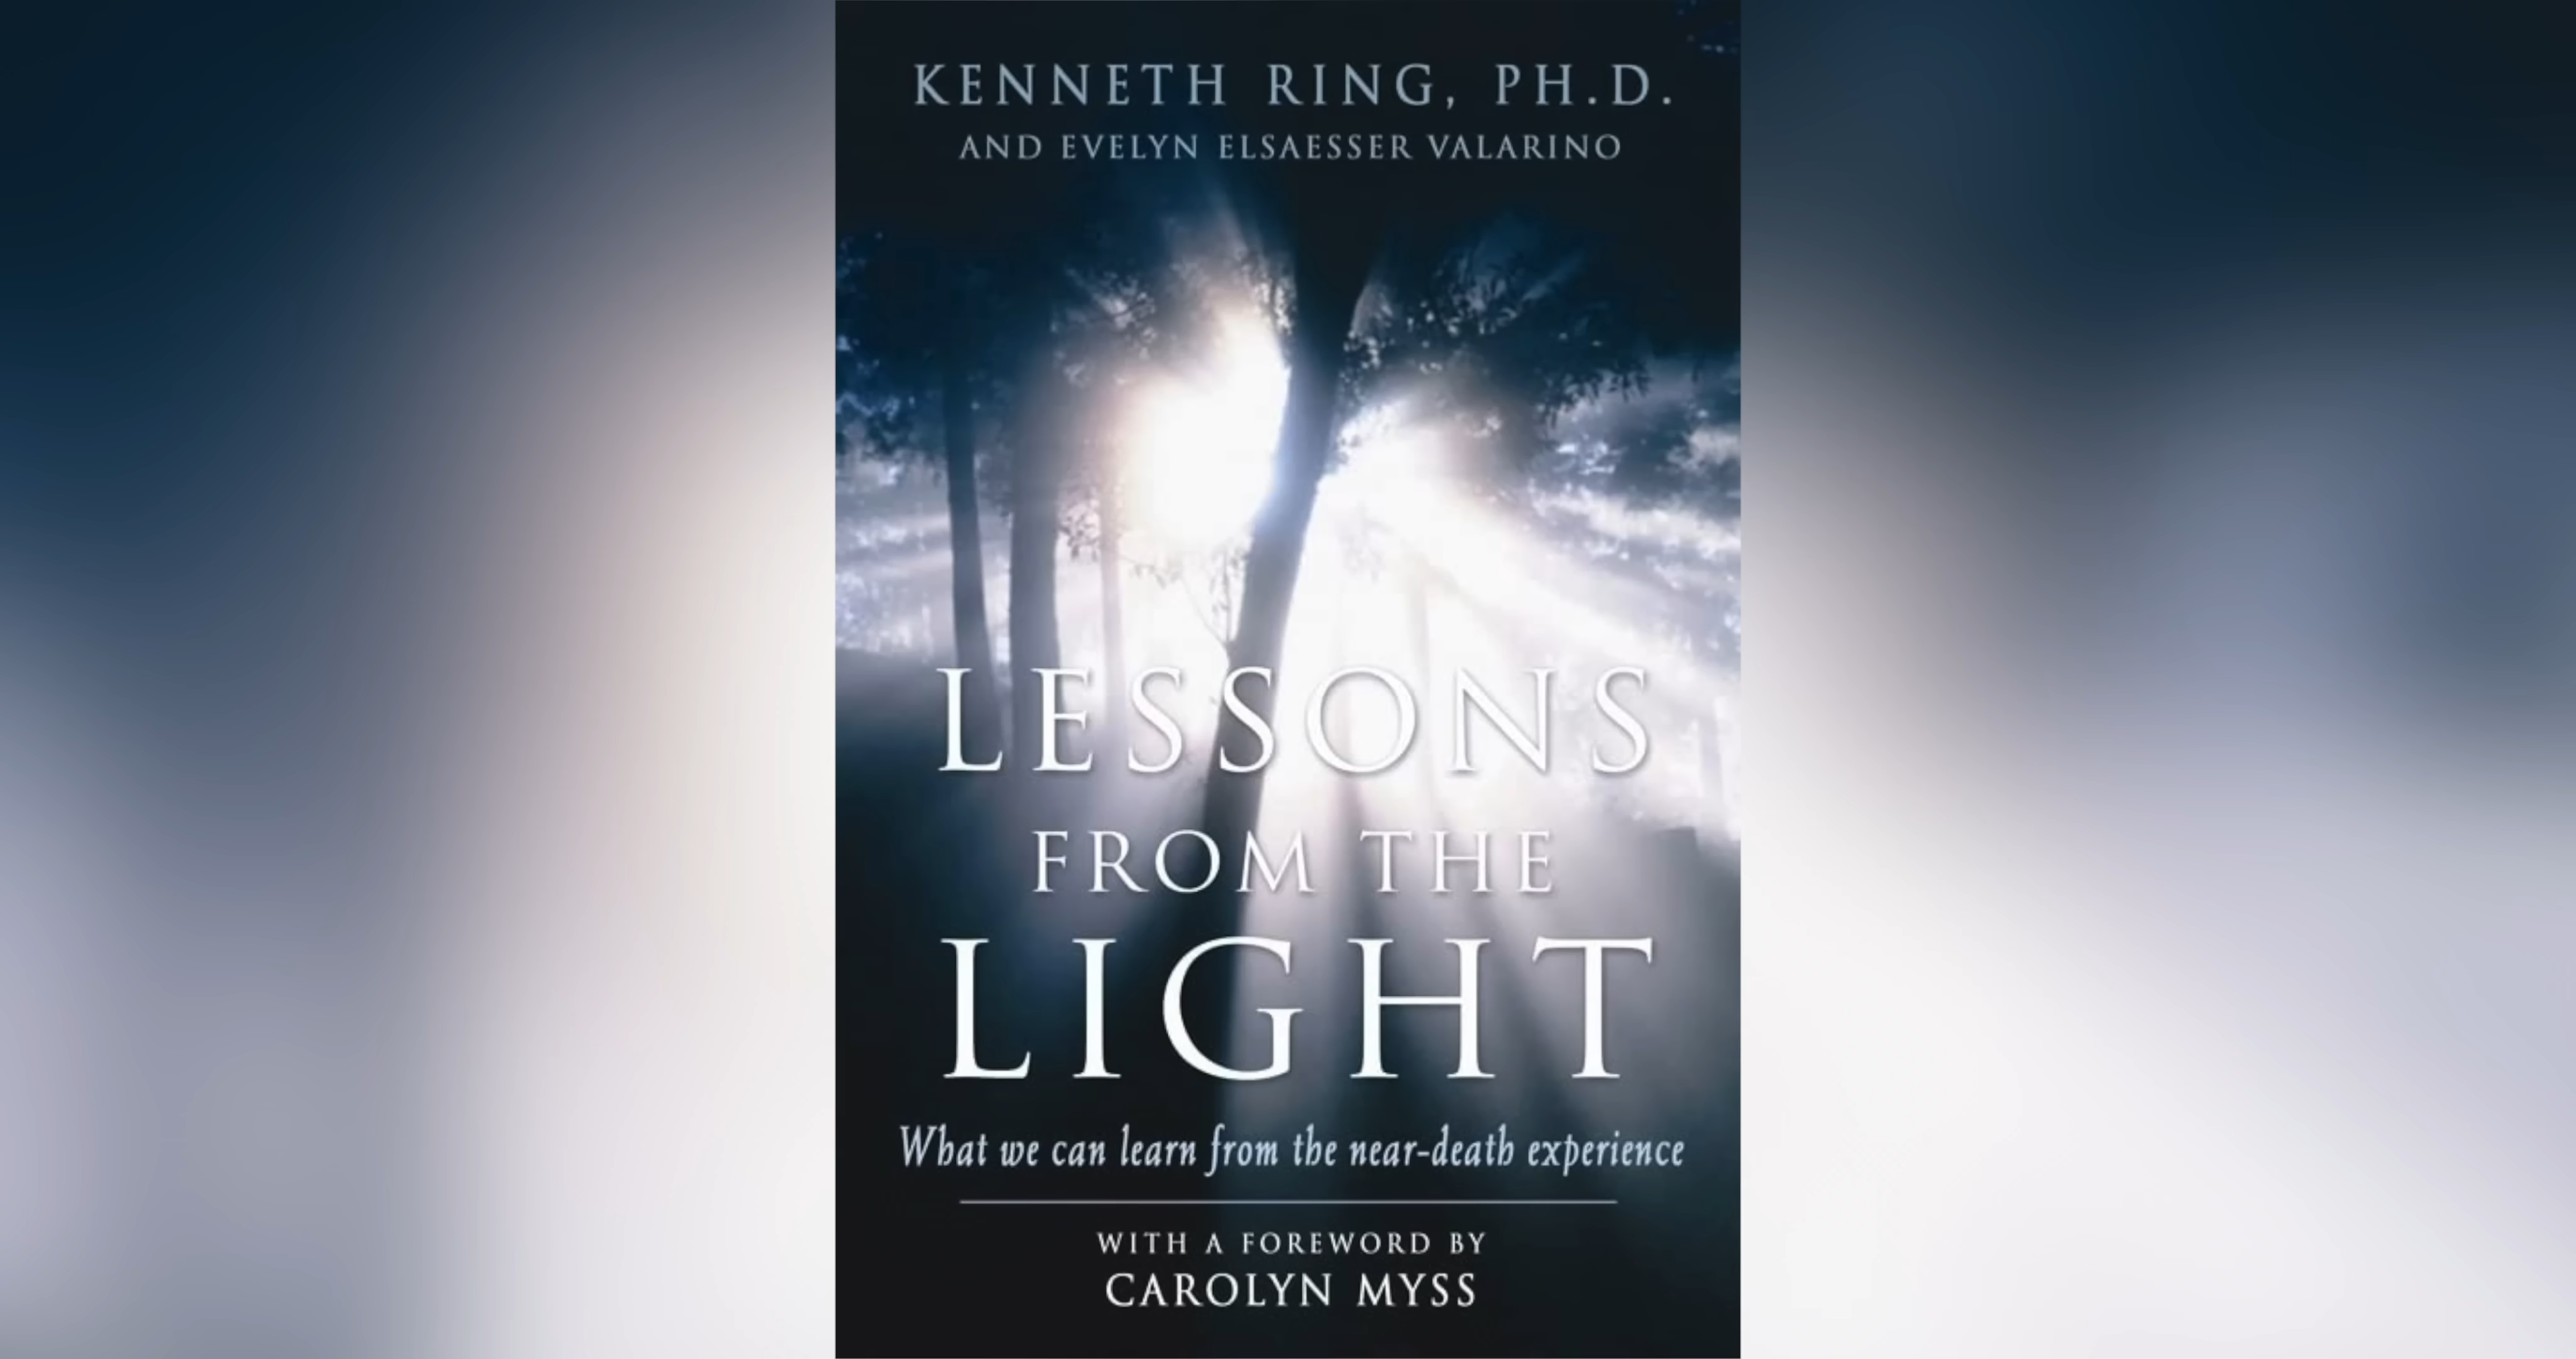 KENNETH RING, PH.D.
AND EVELYN ELSAESSER VALARINO
LESSONS
FROM THE
LIGHT
What we can learn from the near-death experience
WITH A FOREWORD BY
CAROLYN MYSS